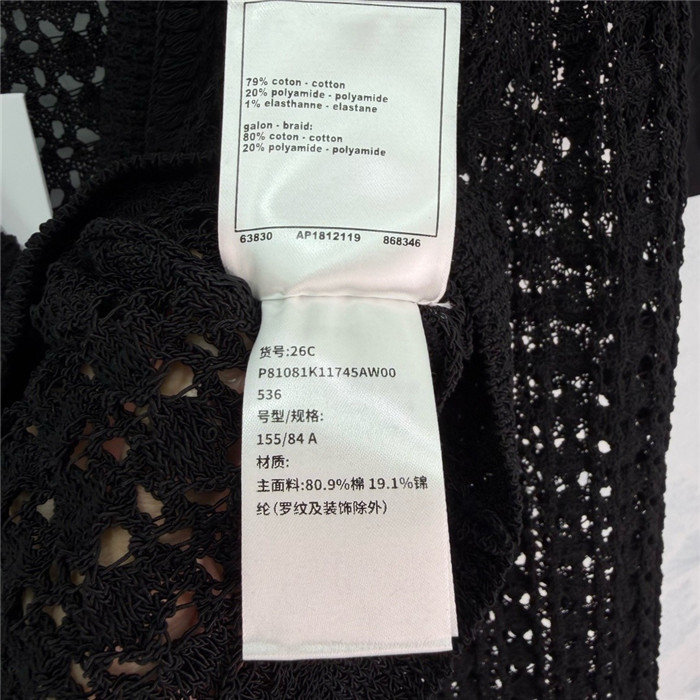 79% coton - cotton
20% polyamide - polyamide
1% elasthanne - elastane
galon - braid:
80% coton - cotton
20% polyamide - polyamide
63830 AP1812119 868346
货号:26C
P81081K11745AW00
536
号型/规格:
155/84 A
材质:
主面料:80.9%棉 19.1%锦
纶(罗纹及装饰除外)